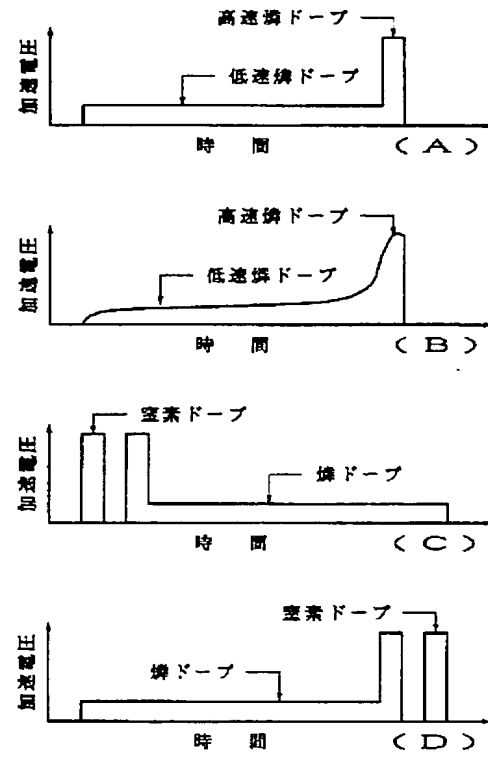 高速燐ドープ
低速燐ドープ
加速電圧
時 間
( A )
高速燐ドープ
低速燐ドープ
加速電圧
時 間
( B )
窒素ドープ
燐ドープ
加速電圧
時 間
( C )
窒素ドープ
燐ドープ
加速電圧
時 間
( D )